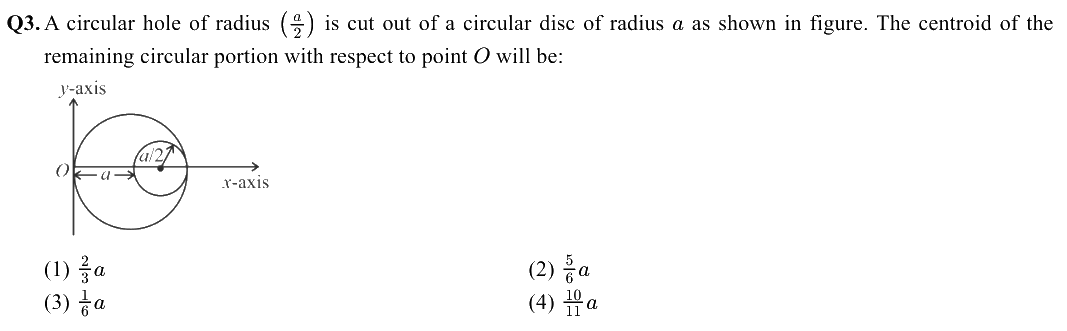 Q3. A circular hole of radius (a/2) is cut out of a circular disc of radius a as shown in figure. The centroid of the
remaining circular portion with respect to point O will be:
y-axis
a/2
O
a
x-axis
(1) 2/3 a
(2) 5/6 a
(3) 1/6 a
(4) 10/11 a